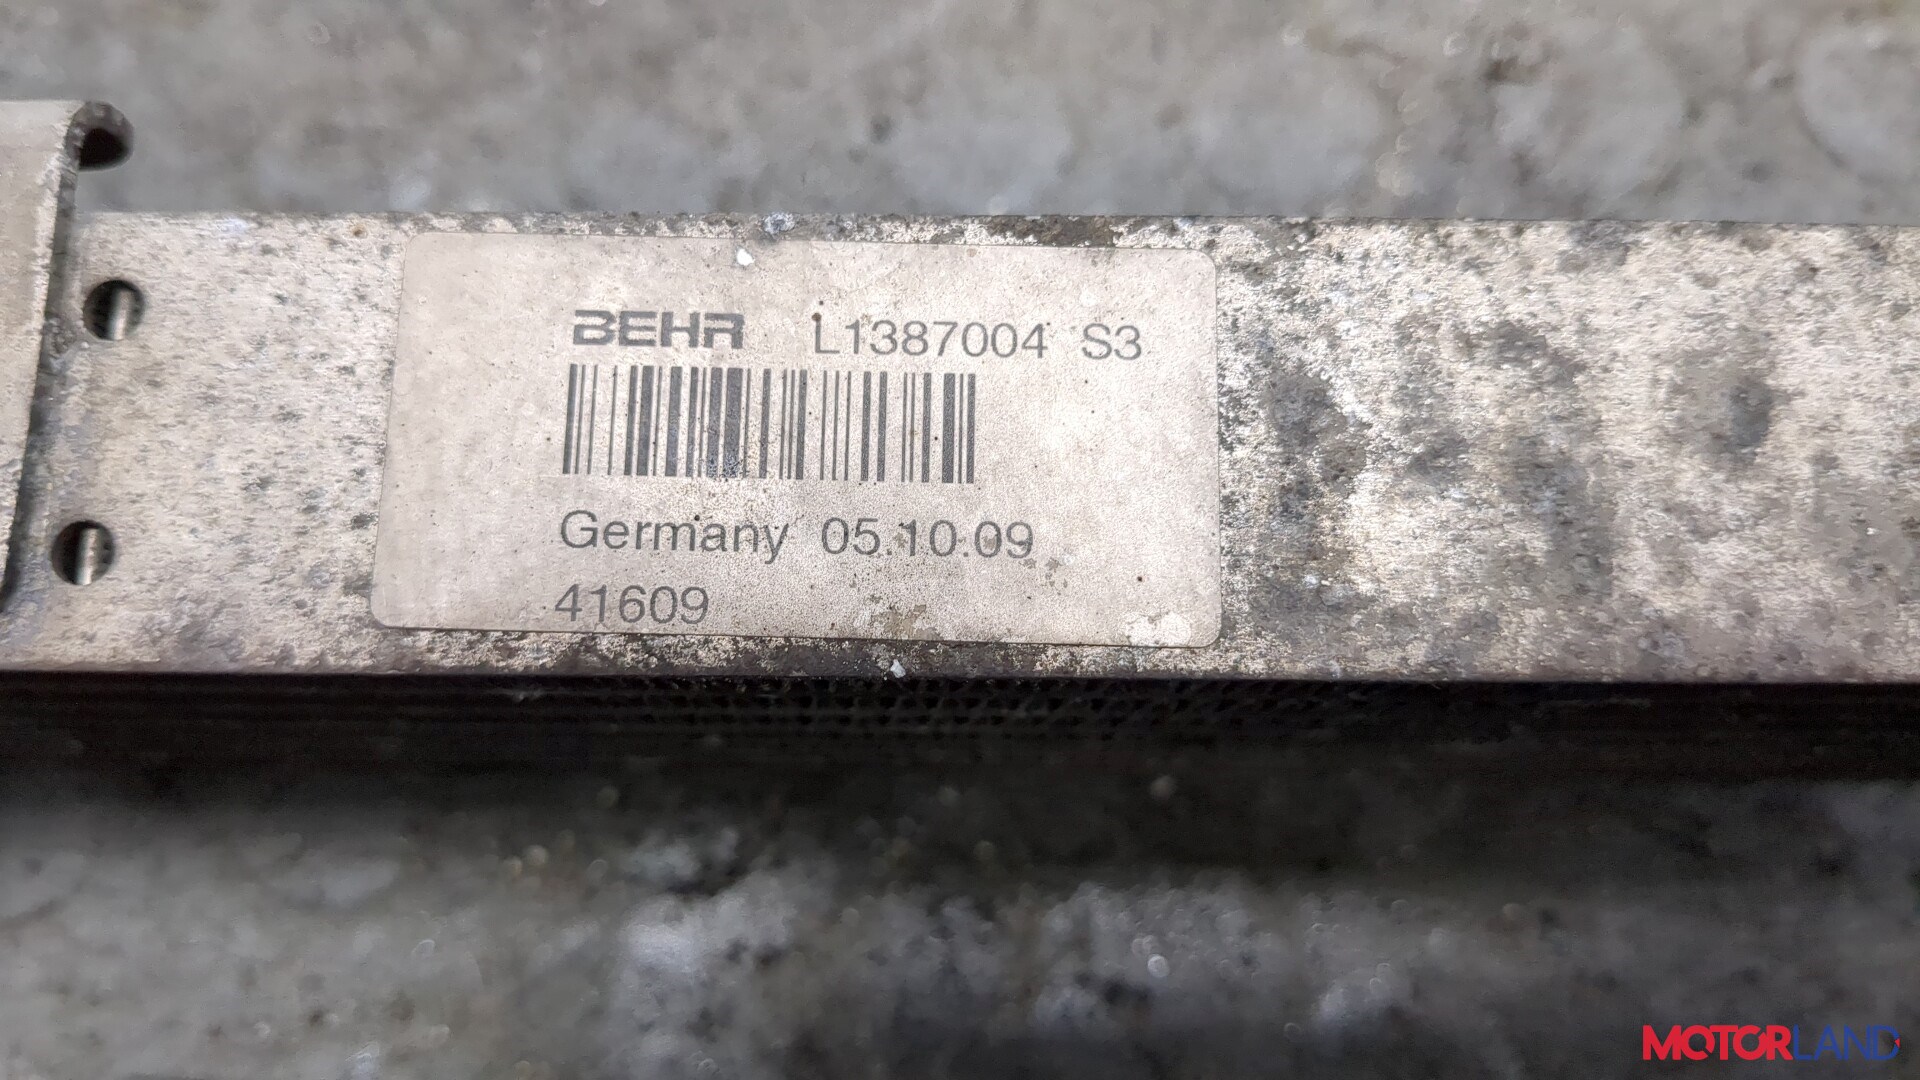 BEHR L1387004 S3
Germany 05.10.09
41609
MOTORLAND